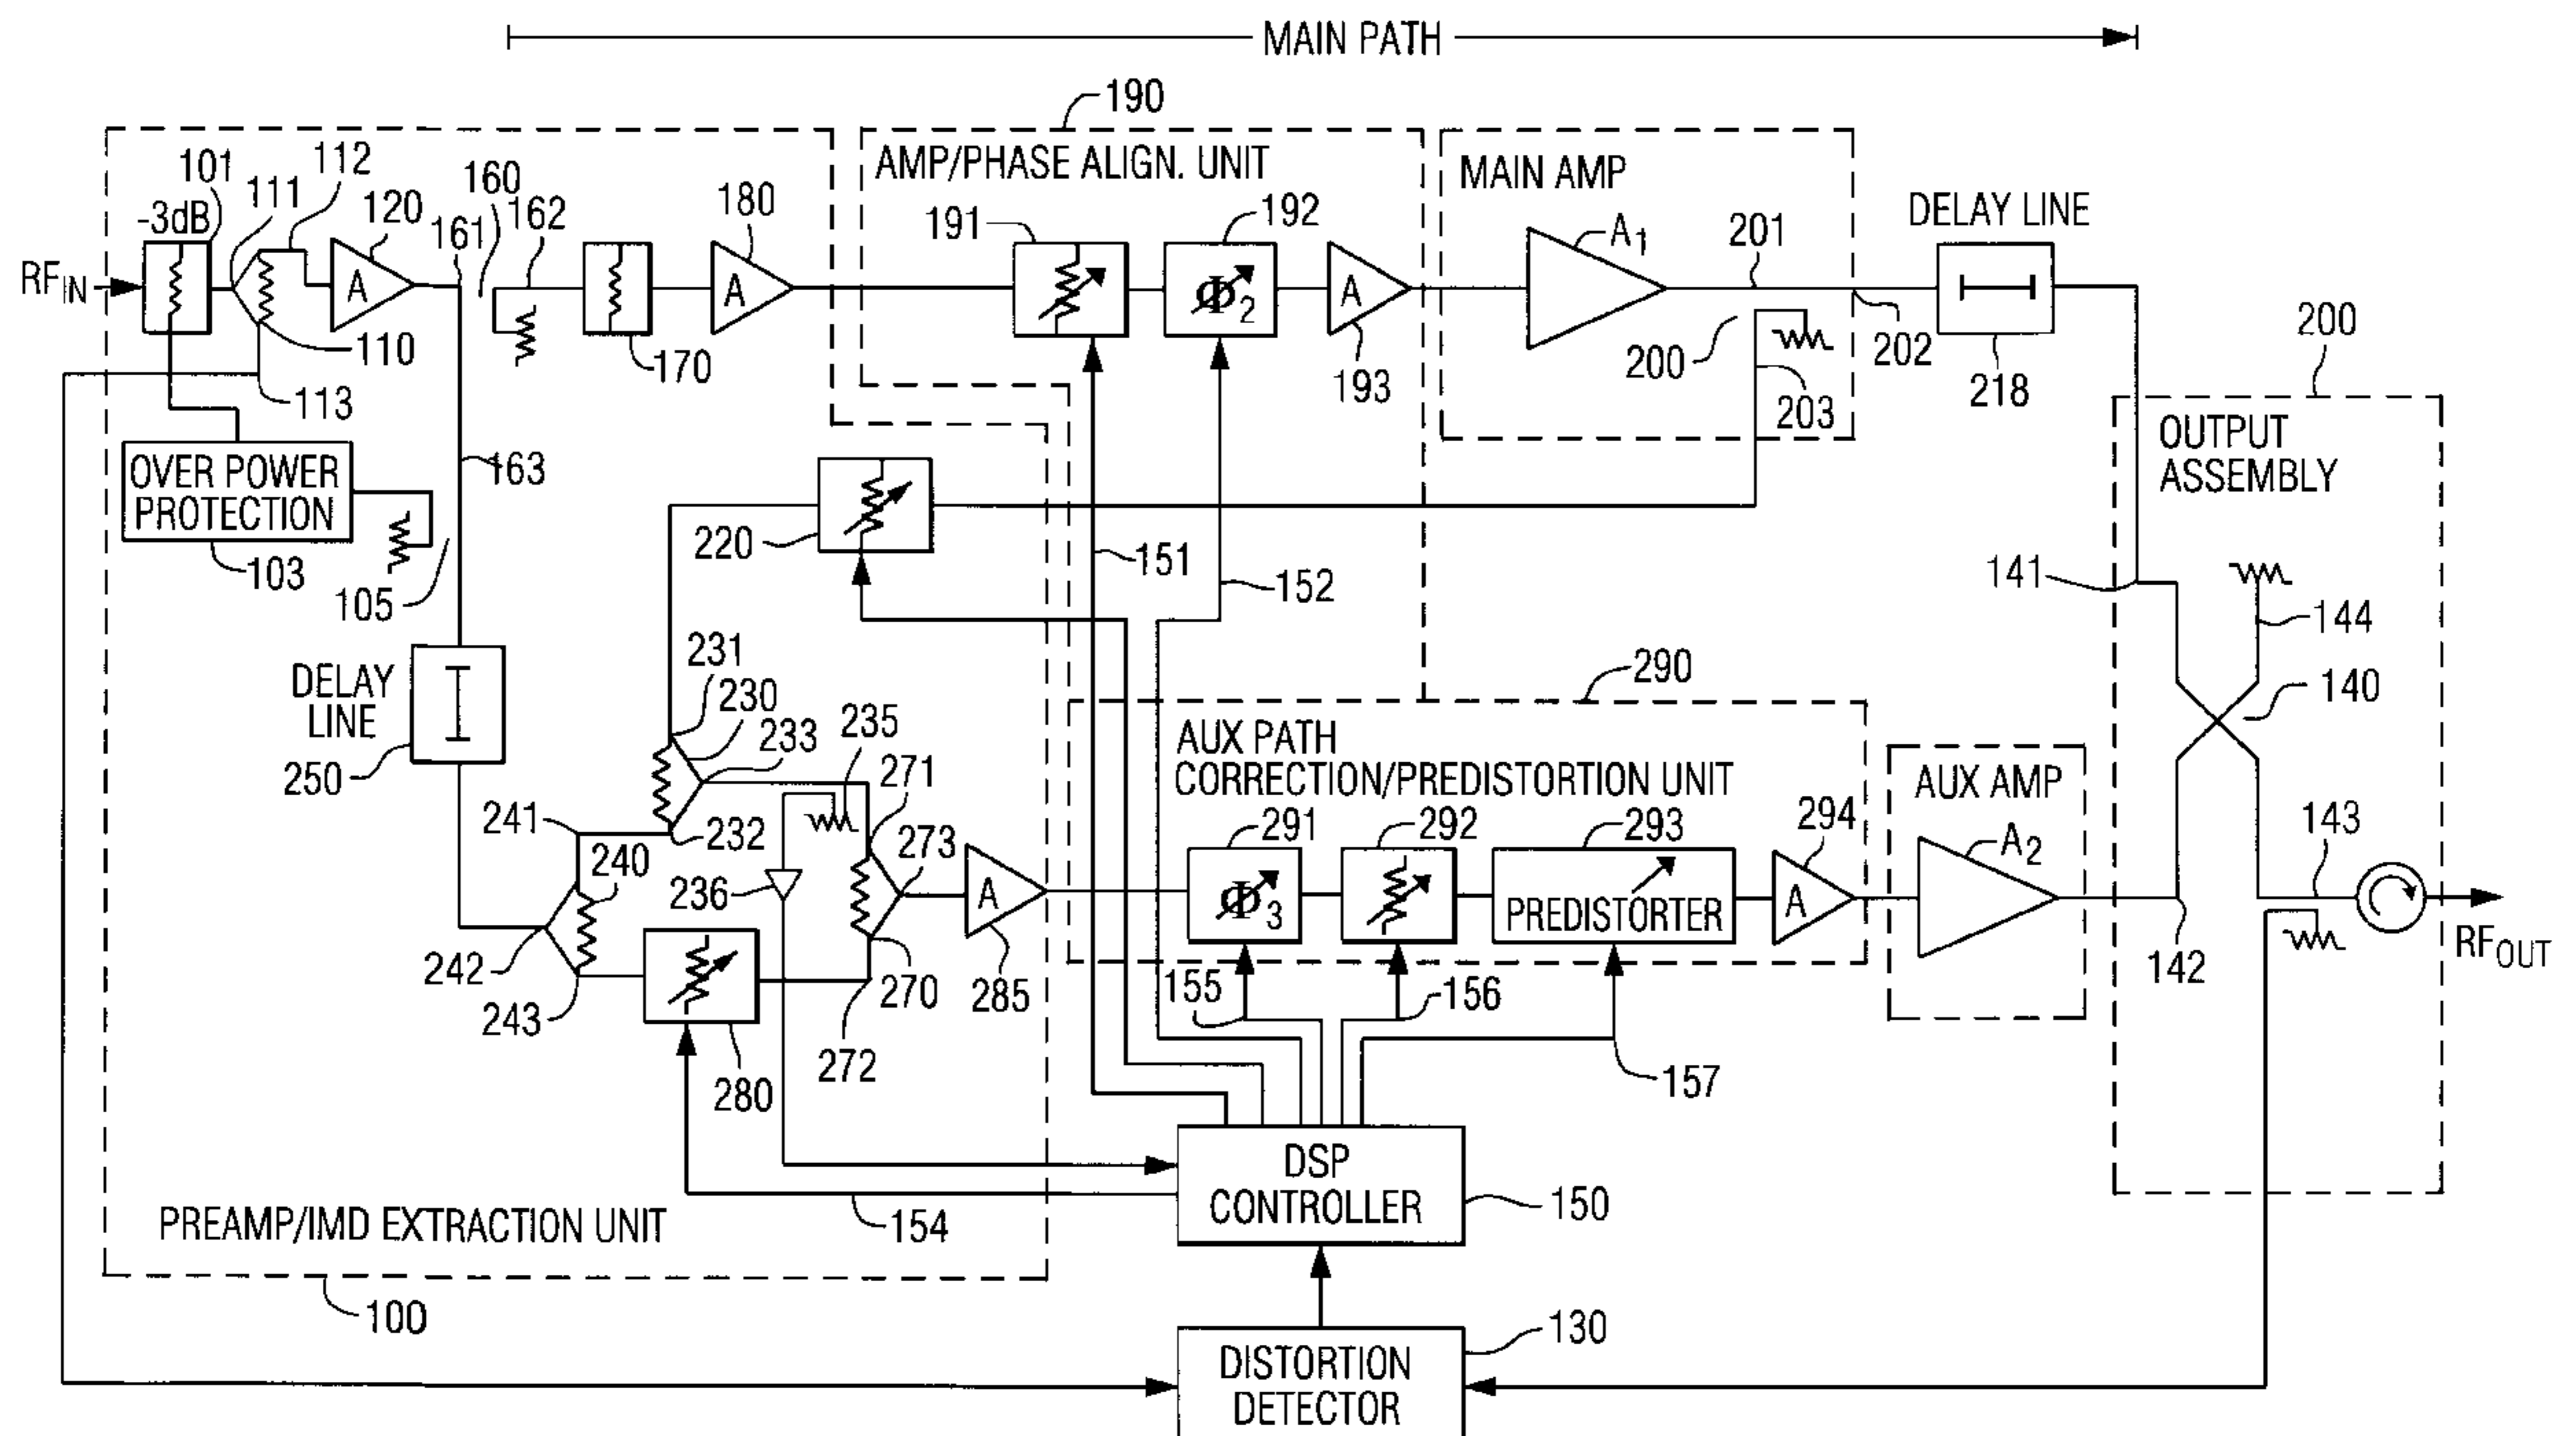 MAIN PATH
190
101
112
111
-3dB
120
160
161
162
180
AMP/PHASE ALIGN. UNIT
191
192
MAIN AMP
A1
201
DELAY LINE
RFIN
A
A
Φ2
A
110
113
170
193
200
202
203
218
200
OUTPUT
ASSEMBLY
OVER POWER
PROTECTION
103
105
163
220
151
152
141
144
140
DELAY
LINE
250
231
230
233
235
271
273
290
AUX PATH
CORRECTION/PREDISTORTION UNIT
291
292
293
294
AUX AMP
A2
143
241
240
232
236
A
Φ3
PREDISTORTER
A
RFOUT
242
243
270
285
155
156
142
280
272
157
DSP
CONTROLLER
150
154
PREAMP/IMD EXTRACTION UNIT
100
130
DISTORTION
DETECTOR